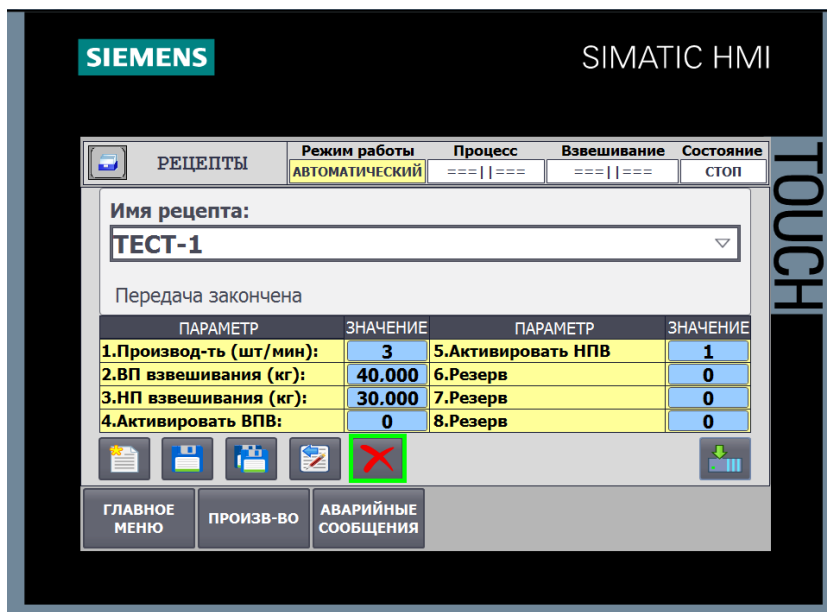 SIEMENS
SIMATIC HMI
TOUCH
РЕЦЕПТЫ
Режим работы Процесс Взвешивание Состояние
АВТОМАТИЧЕСКИЙ ===||=== ===||=== СТОП
Имя рецепта:
ТЕСТ-1
Передача закончена
ПАРАМЕТР ЗНАЧЕНИЕ ПАРАМЕТР ЗНАЧЕНИЕ
1.Производ-ть (шт/мин): 3 5.Активировать НПВ 1
2.ВП взвешивания (кг): 40.000 6.Резерв 0
3.НП взвешивания (кг): 30.000 7.Резерв 0
4.Активировать ВПВ: 0 8.Резерв 0
ГЛАВНОЕ
МЕНЮ
ПРОИЗВ-ВО
АВАРИЙНЫЕ
СООБЩЕНИЯ